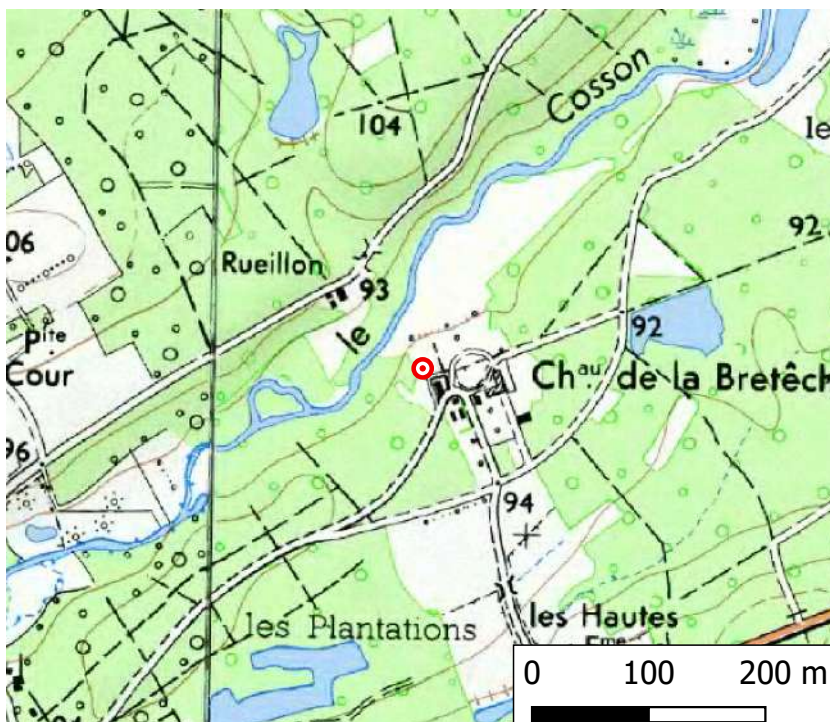 104
Cosson
le
06
Rueillon
93
92
le
92
Pite
Cour
Chau de la Bretêch
96
94
les Plantations
les Hautes
Fme
0 100 200 m